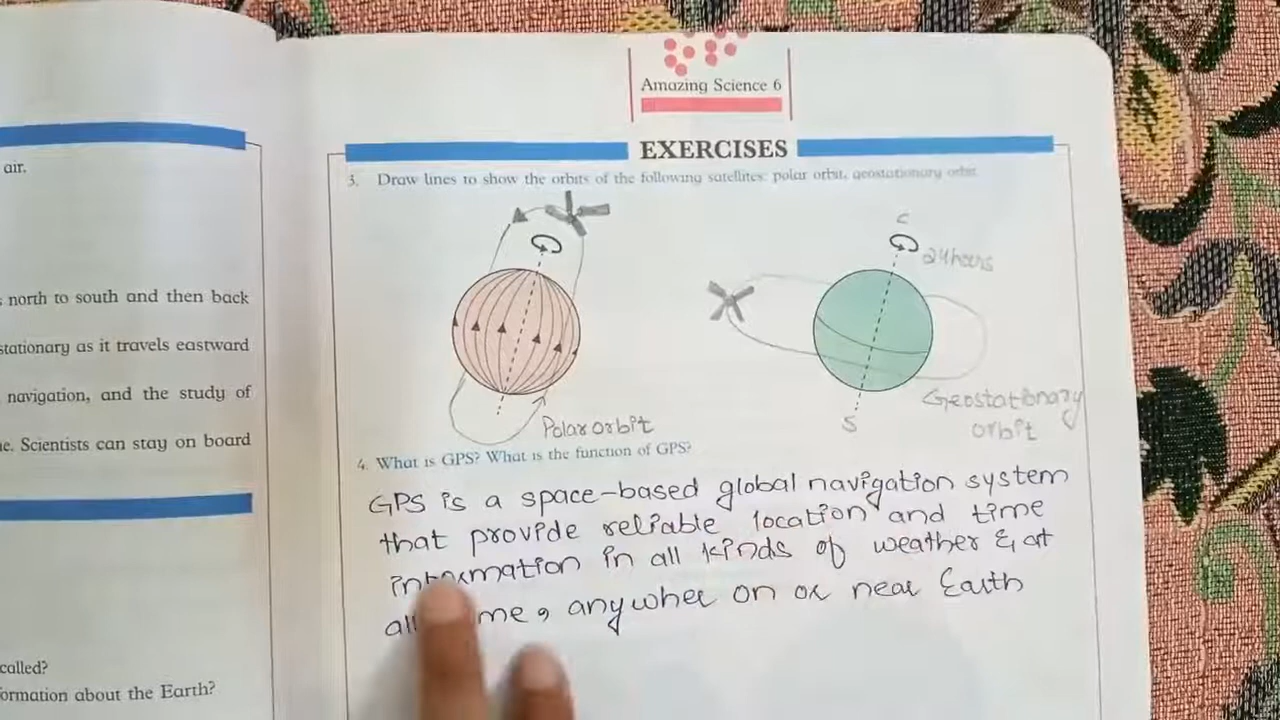 air.
north to south and then back
stationary as it travels eastward
navigation, and the study of
Scientists can stay on board
called?
formation about the Earth?
Amazing Science 6
EXERCISES
3. Draw lines to show the orbits of the following satellites: polar orbit, geostationary orbit.
24 hours
Polar orbit
S
Geostationary
orbit
4. What is GPS? What is the function of GPS?
GPS is a space-based global navigation system
that provide reliable location and time
information in all kinds of weather & at
all me, anywhee on or near Earth